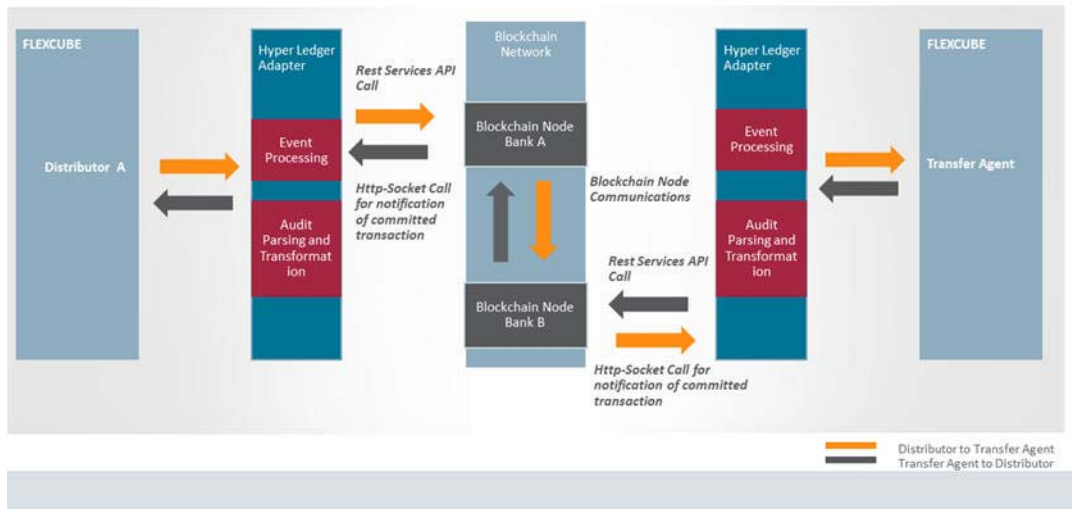 FLEXCUBE
Distributor A
Hyper Ledger
Adapter
Event
Processing
Audit
Parsing and
Transformat
ion
Rest Services API
Call
Http-Socket Call
for notification
of committed
transaction
Blockchain
Network
Blockchain Node
Bank A
Blockchain Node
Communications
Blockchain Node
Bank B
Rest Services API
Call
Http-Socket Call for
notification of committed
transaction
Hyper Ledger
Adapter
Event
Processing
Audit
Parsing and
Transformat
ion
FLEXCUBE
Transfer Agent
Distributor to Transfer Agent
Transfer Agent to Distributor